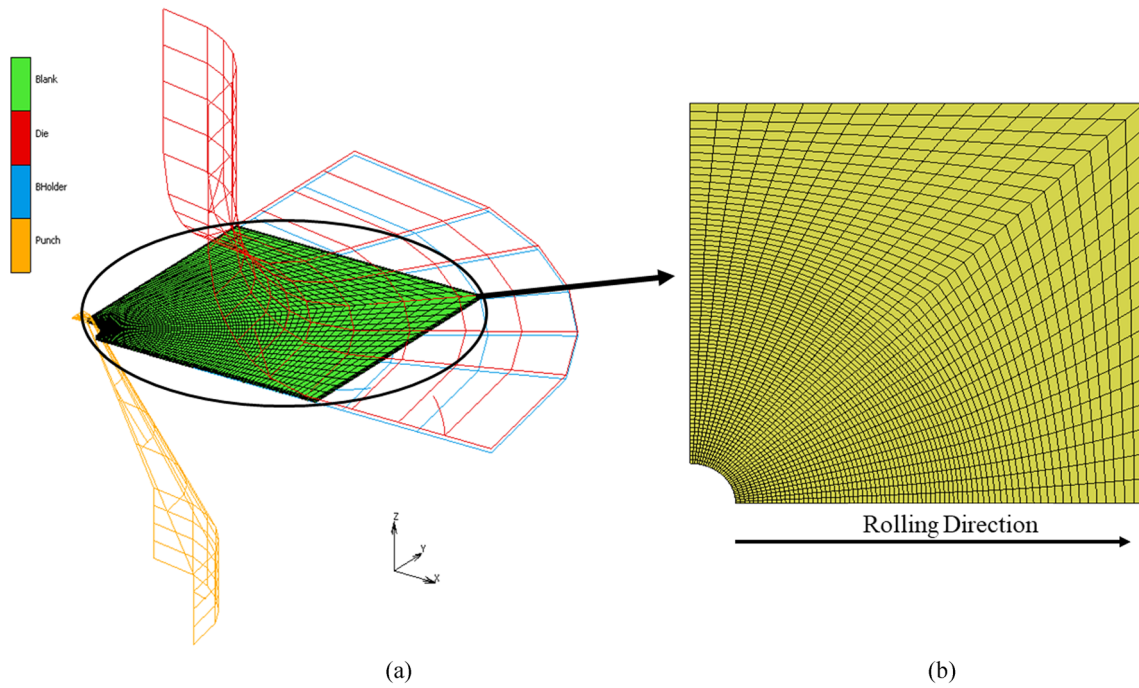 Blank
Die
BHolder
Punch
Z
Y
X
Rolling Direction
(a)
(b)